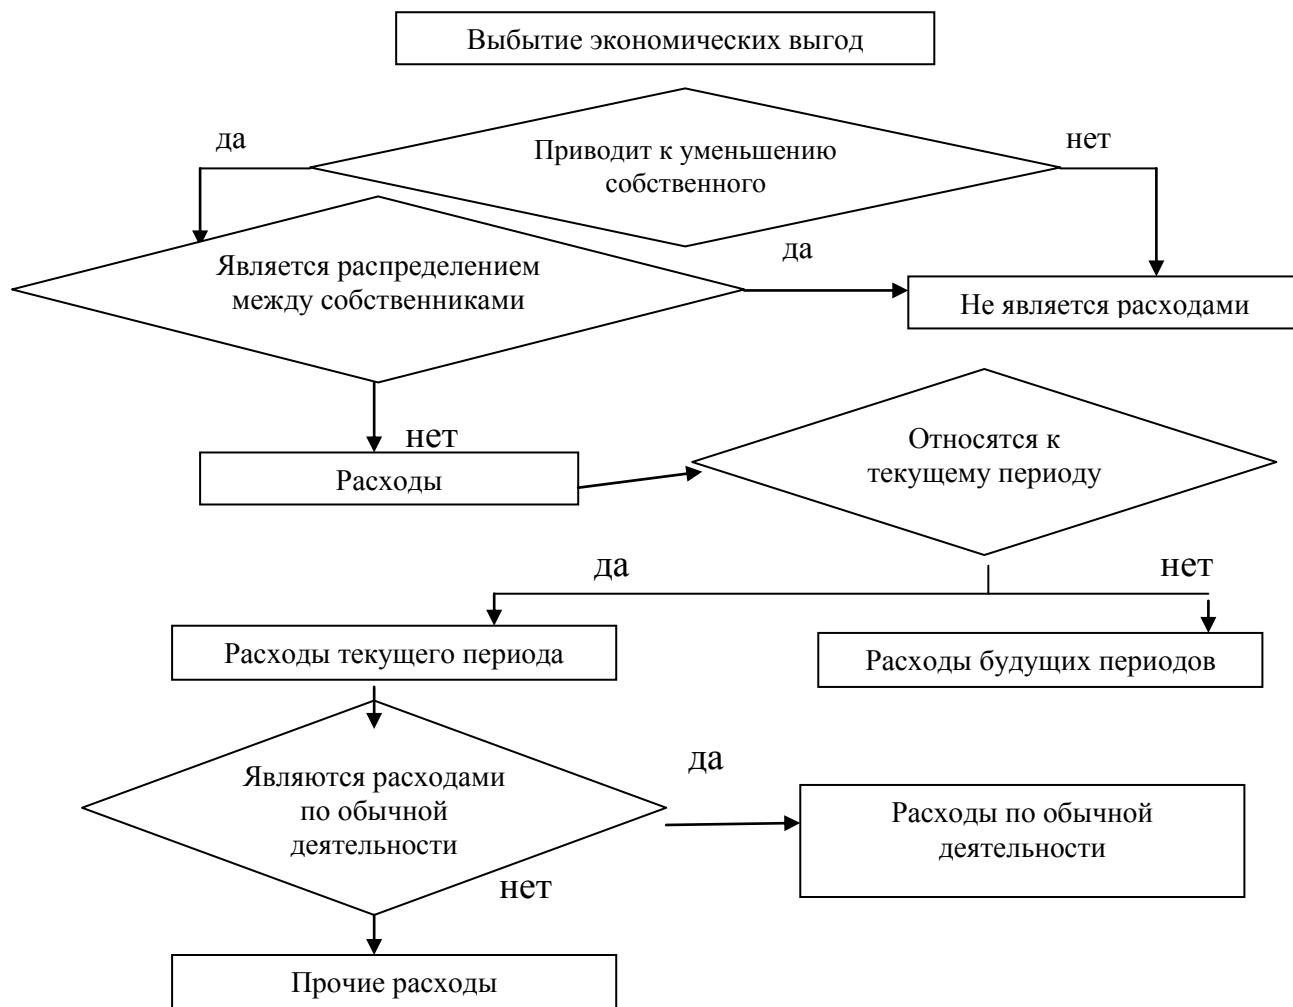 Выбытие экономических выгод
да
Приводит к уменьшению
собственного
нет
Является распределением
между собственниками
да
Не является расходами
нет
Расходы
Относятся к
текущему периоду
да
нет
Расходы текущего периода
Расходы будущих периодов
Являются расходами
по обычной
деятельности
да
Расходы по обычной
деятельности
нет
Прочие расходы